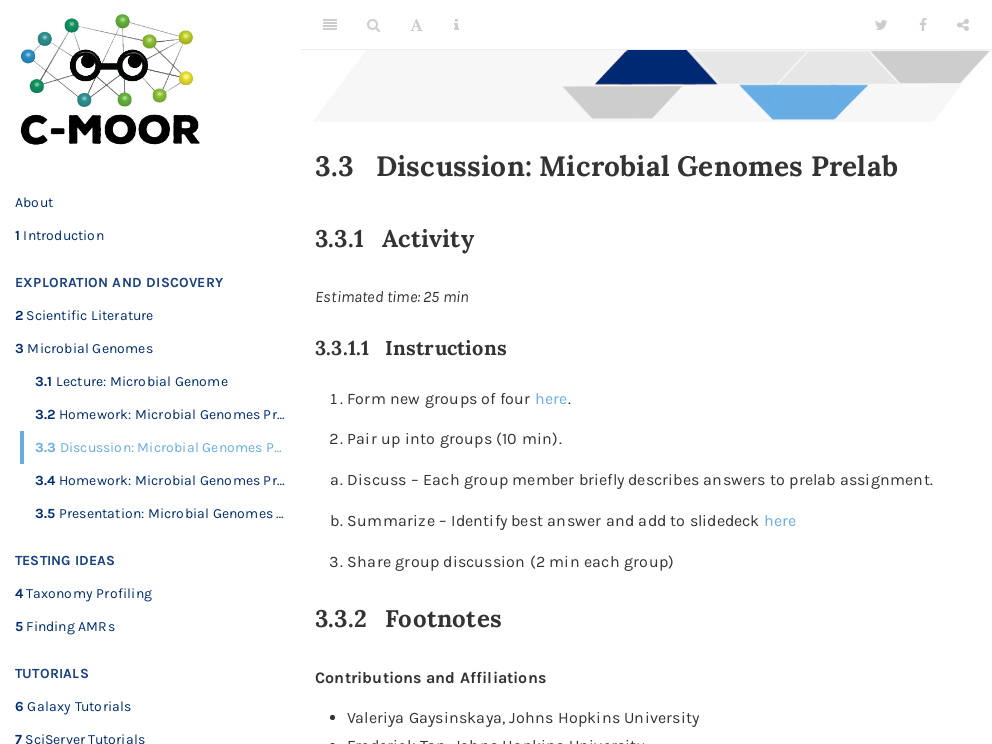 C-MOOR
About
1 Introduction
EXPLORATION AND DISCOVERY
2 Scientific Literature
3 Microbial Genomes
3.1 Lecture: Microbial Genome
3.2 Homework: Microbial Genomes Pr…
3.3 Discussion: Microbial Genomes P…
3.4 Homework: Microbial Genomes Pr…
3.5 Presentation: Microbial Genomes …
TESTING IDEAS
4 Taxonomy Profiling
5 Finding AMRs
TUTORIALS
6 Galaxy Tutorials
7 SciServer Tutorials
3.3 Discussion: Microbial Genomes Prelab
3.3.1 Activity
Estimated time: 25 min
3.3.1.1 Instructions
1. Form new groups of four here.
2. Pair up into groups (10 min).
a. Discuss – Each group member briefly describes answers to prelab assignment.
b. Summarize – Identify best answer and add to slidedeck here
3. Share group discussion (2 min each group)
3.3.2 Footnotes
Contributions and Affiliations
• Valeriya Gaysinskaya, Johns Hopkins University
• Frederick Tan, Johns Hopkins University